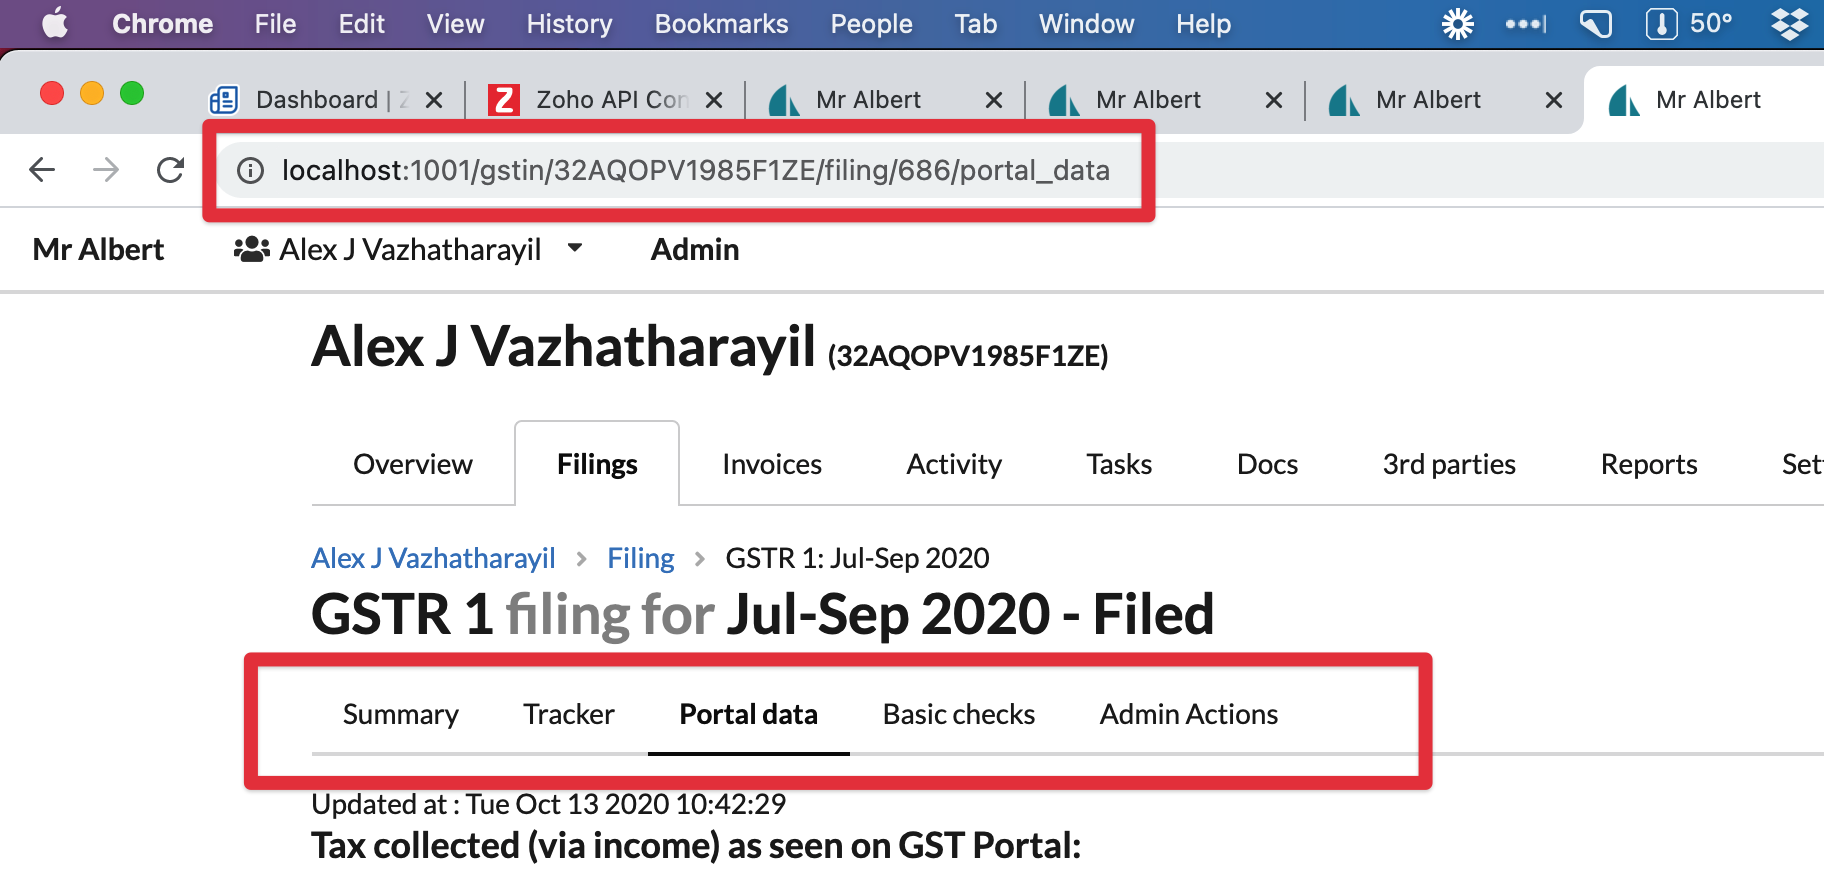 Chrome File Edit View History Bookmarks People Tab Window Help 50°
Dashboard | Zoho API Con Mr Albert Mr Albert Mr Albert Mr Albert
localhost:1001/gstin/32AQOPV1985F1ZE/filing/686/portal_data
Mr Albert Alex J Vazhatharayil Admin
Alex J Vazhatharayil (32AQOPV1985F1ZE)
Overview Filings Invoices Activity Tasks Docs 3rd parties Reports
Alex J Vazhatharayil > Filing > GSTR 1: Jul-Sep 2020
GSTR 1 filing for Jul-Sep 2020 - Filed
Summary Tracker Portal data Basic checks Admin Actions
Updated at : Tue Oct 13 2020 10:42:29
Tax collected (via income) as seen on GST Portal: